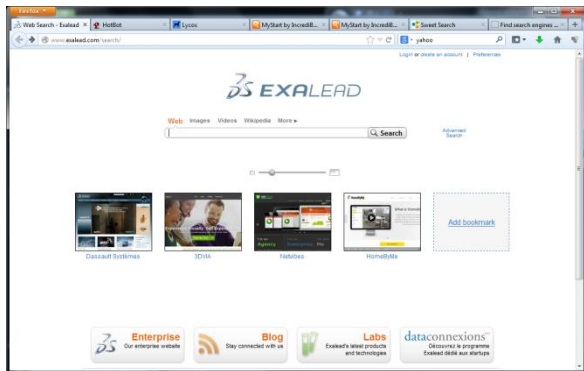 Firefox
Web Search - Exalead
HotBot
Lycos
MyStart by IncrediB...
MyStart by IncrediB...
Sweet Search
Find search engines ...
www.exalead.com/search/
yahoo
Login or create an account | Preferences
3S EXALEAD
Web Images Videos Wikipedia More
Search
Advanced Search
Dassault Systèmes
3DVIA
Netvibes
HomeByMe
Add bookmark
Enterprise
Our enterprise website
Blog
Stay connected with us
Labs
Exalead's latest products
and technologies
dataconnexions
Découvrez le programme
Exalead dédié aux startups